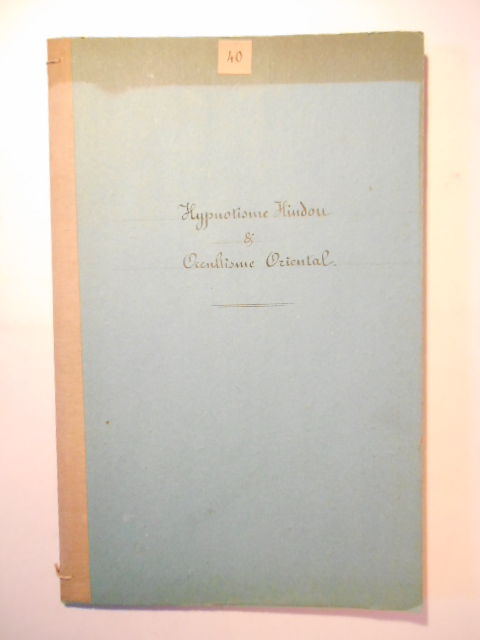 40
Hypnotisme Hindou
&
Occultisme Oriental.